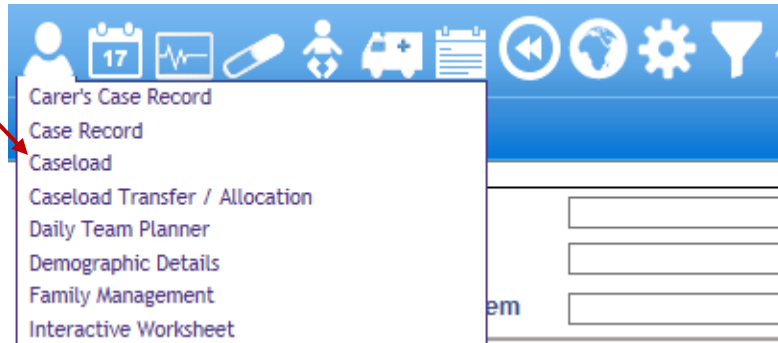 17
Carer's Case Record
Case Record
Caseload
Caseload Transfer / Allocation
Daily Team Planner
Demographic Details
Family Management
em
Interactive Worksheet